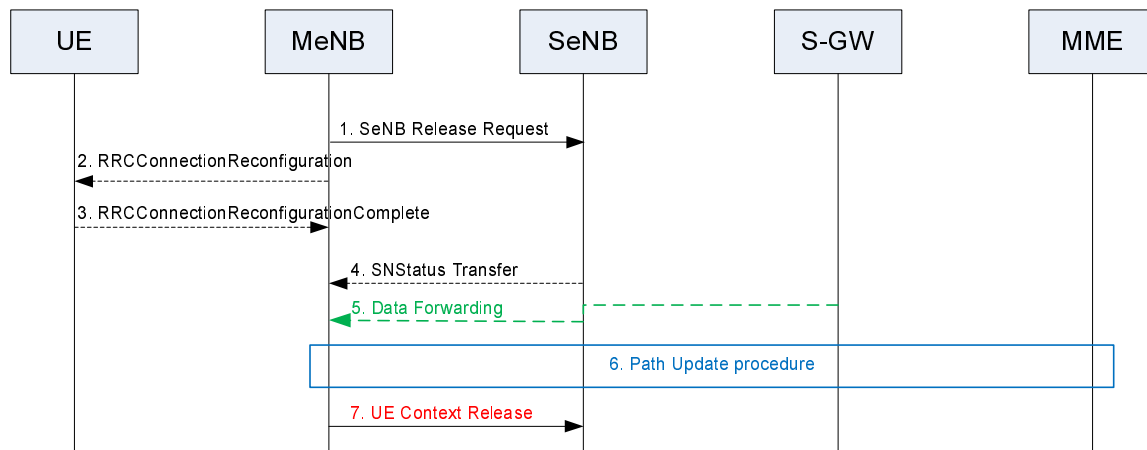 UE
MeNB
SeNB
S-GW
MME
1. SeNB Release Request
2. RRCConnectionReconfiguration
3. RRCConnectionReconfigurationComplete
4. SNStatus Transfer
5. Data Forwarding
6. Path Update procedure
7. UE Context Release